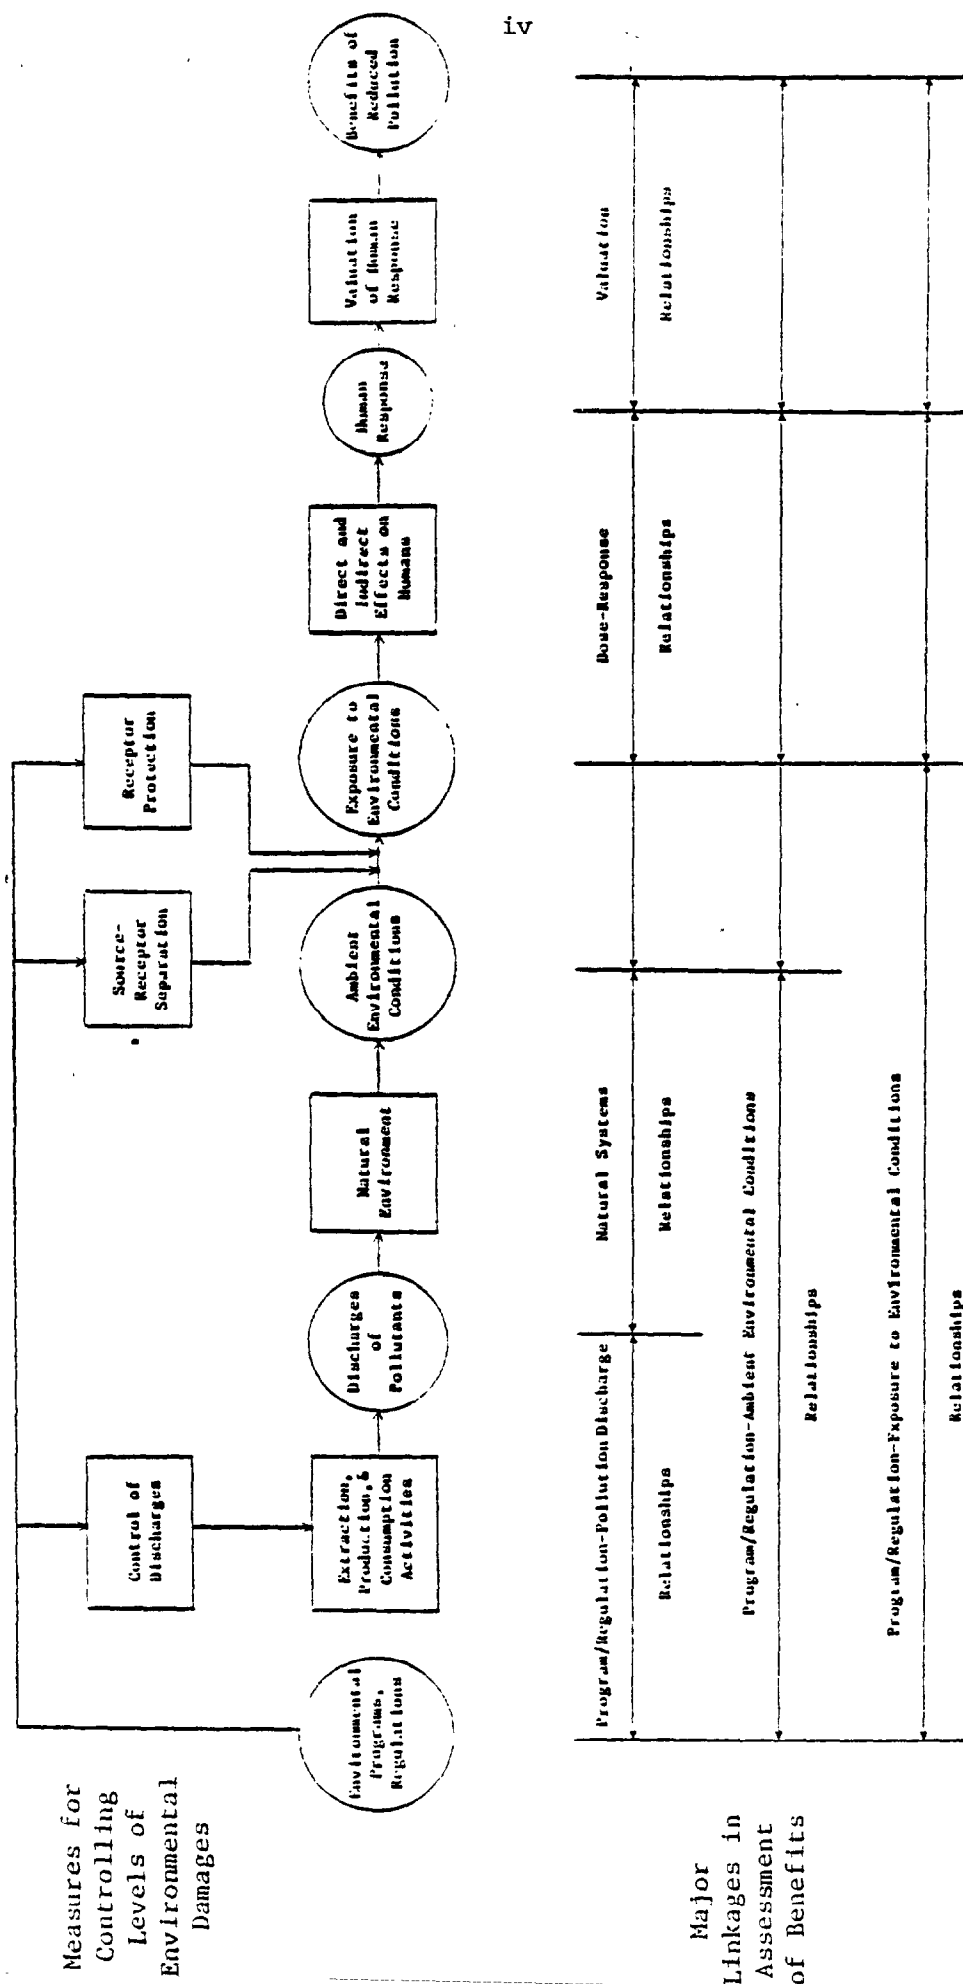 iv
Measures for
Controlling
Levels of
Environmental
Damages
Control of
Discharges
Source-
Receptor
Separation
Receptor
Protection
Environmental
Programs,
Regulations
Extraction,
Production,&
Consumption
Activities
Discharges
of
Pollutants
Natural
Environment
Ambient
Environmental
Conditions
Exposure to
Environmental
Conditions
Direct and
Indirect
Effects on
Humans
Human
Response
Valuation
of Human
Response
Benefits of
Reduced
Pollution
Major
Linkages in
Assessment
of Benefits
Program/Regulation-Pollution Discharge
Relationships
Natural Systems
Relationships
Dose-Response
Relationships
Valuation
Relationships
Program/Regulation-Ambient Environmental Conditions
Relationships
Program/Regulation-Exposure to Environmental Conditions
Relationships